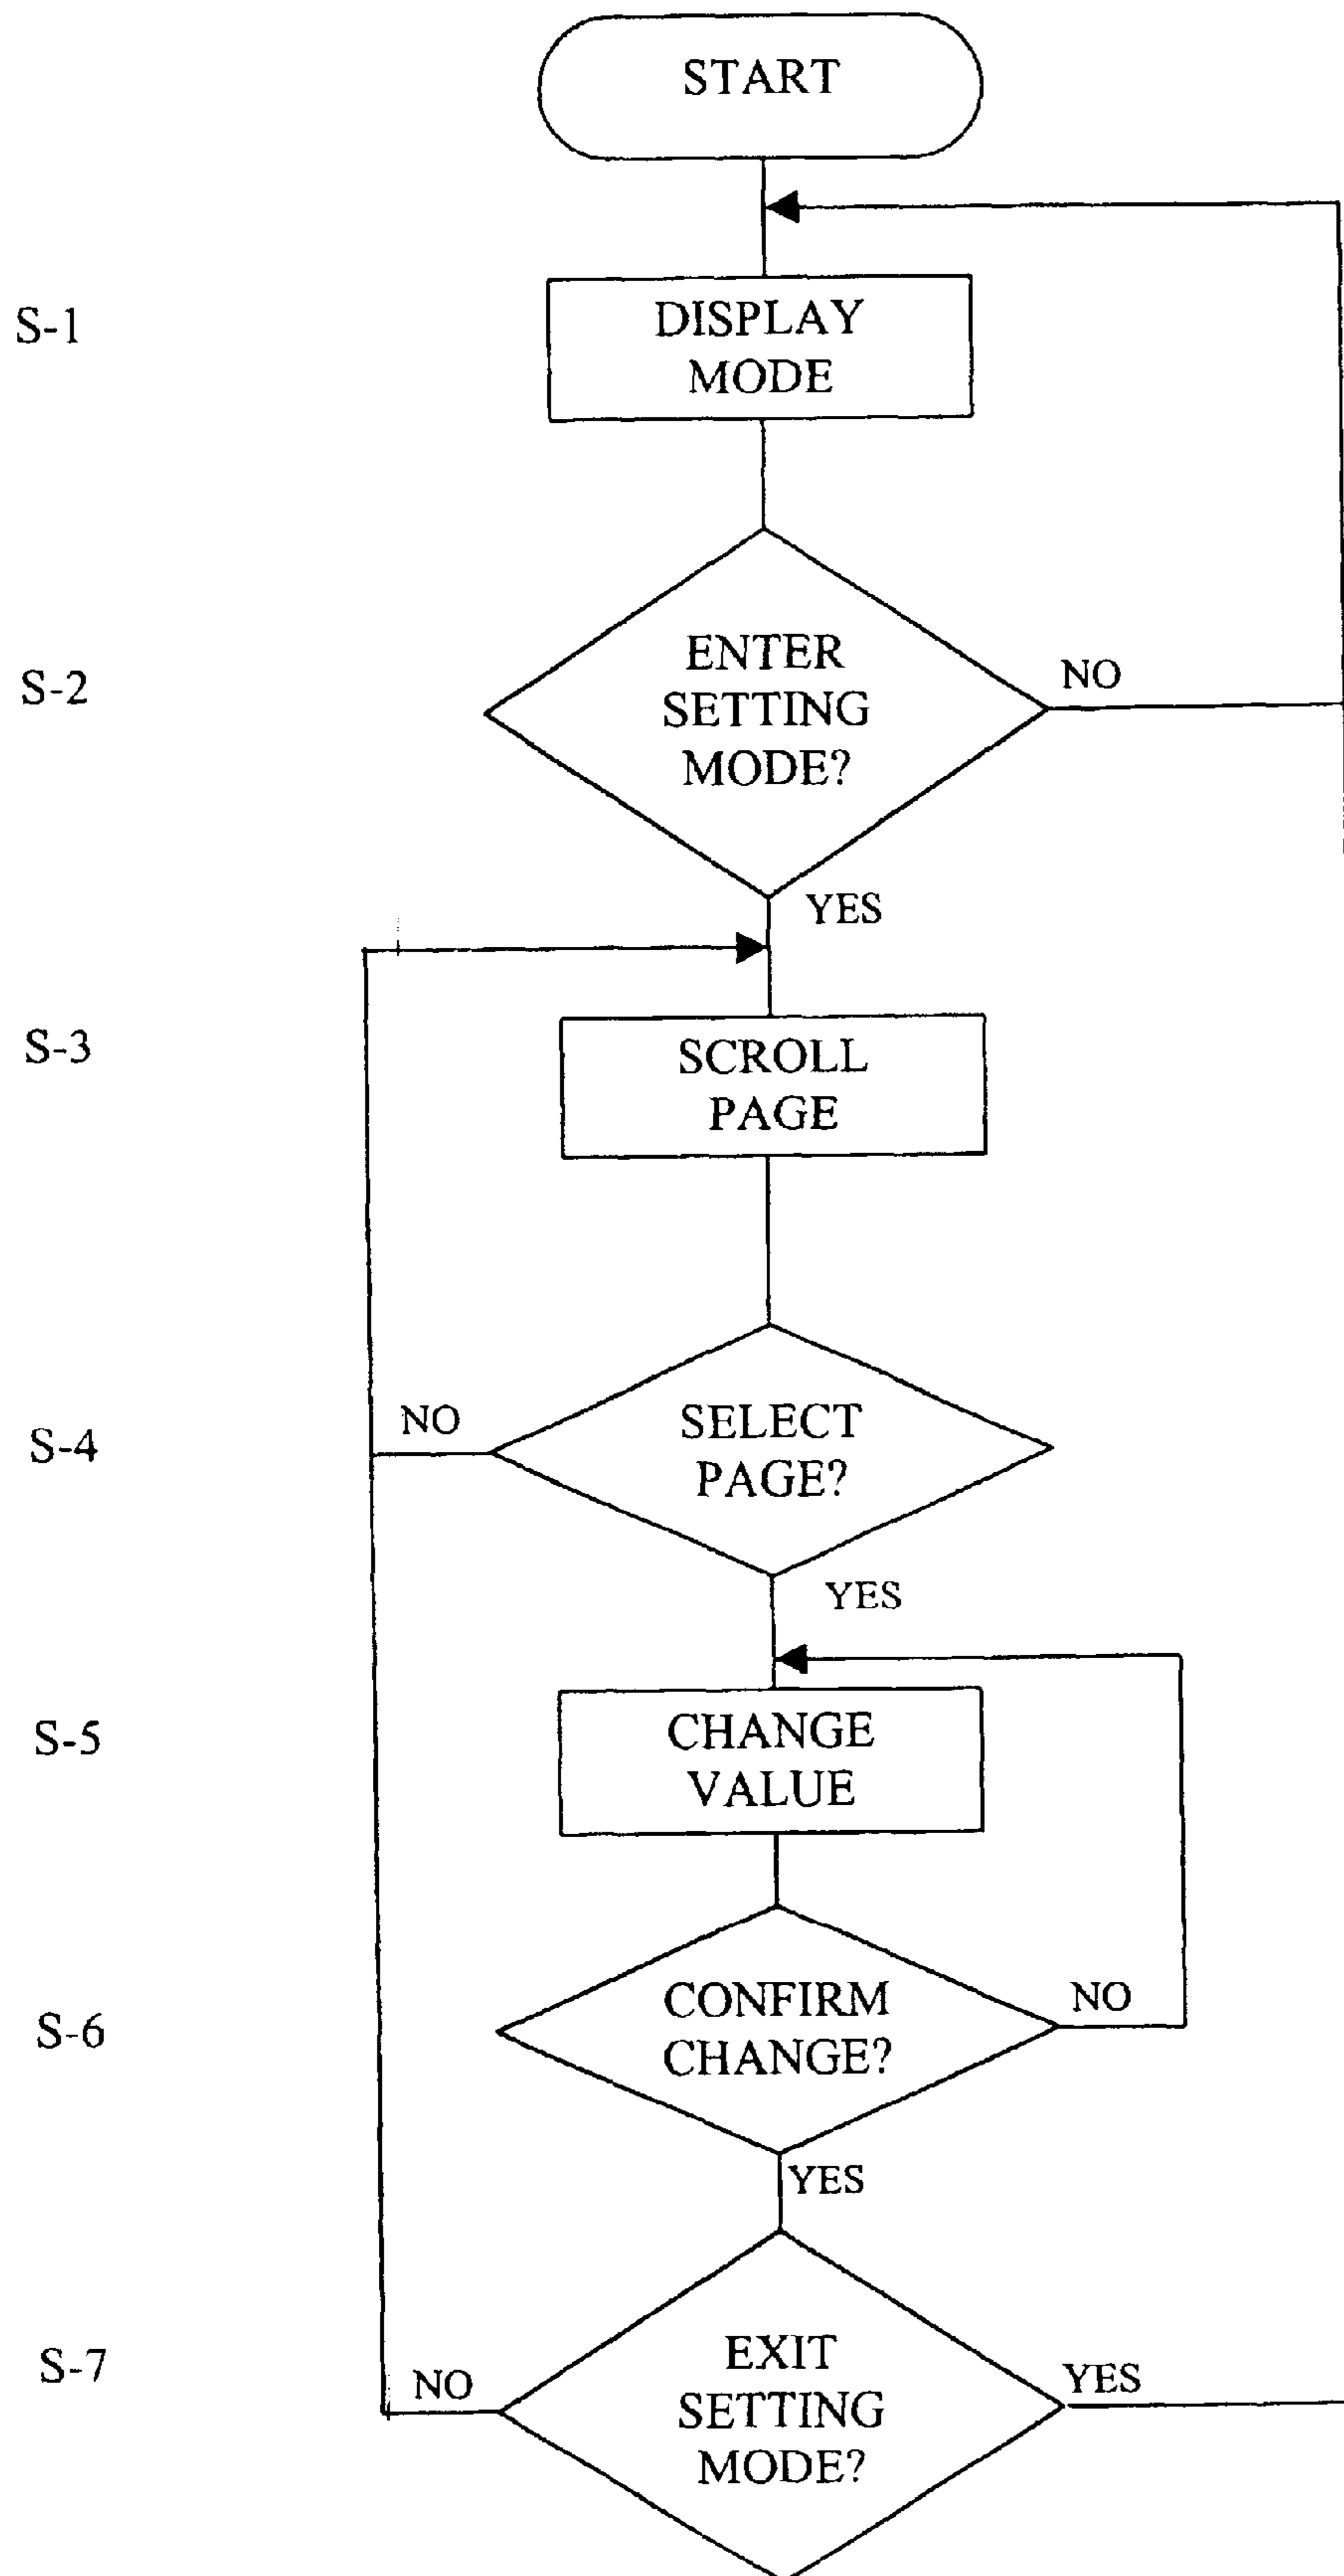 START
S-1
DISPLAY
MODE
S-2
ENTER
SETTING
MODE?
NO
YES
S-3
SCROLL
PAGE
S-4
NO
SELECT
PAGE?
YES
S-5
CHANGE
VALUE
S-6
CONFIRM
CHANGE?
NO
YES
S-7
NO
EXIT
SETTING
MODE?
YES